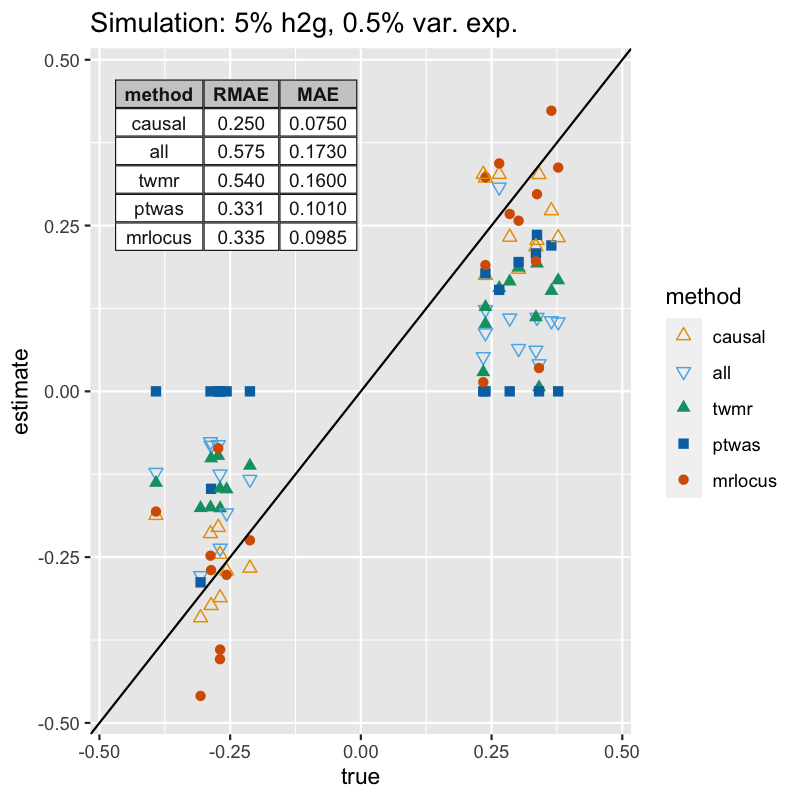 Simulation: 5% h2g, 0.5% var. exp.
0.50
0.25
0.00
-0.25
-0.50
estimate
method RMAE MAE
causal 0.250 0.0750
all 0.575 0.1730
twmr 0.540 0.1600
ptwas 0.331 0.1010
mrlocus 0.335 0.0985
-0.50 -0.25 0.00 0.25 0.50
true
method
causal
all
twmr
ptwas
mrlocus